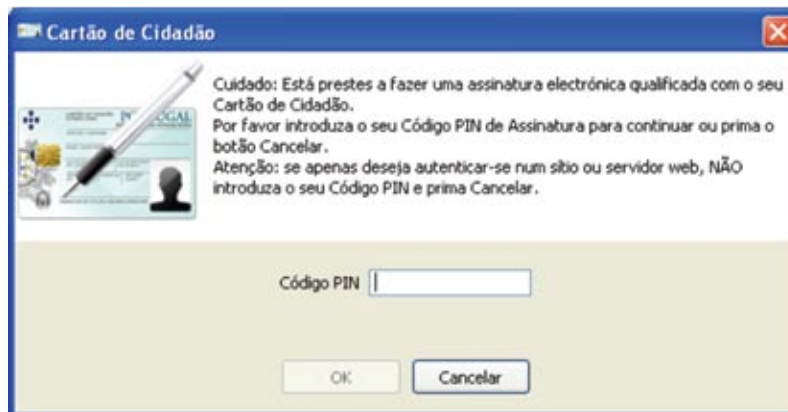 Cartão de Cidadão
Cuidado: Está prestes a fazer uma assinatura electrónica qualificada com o seu
Cartão de Cidadão.
Por favor introduza o seu Código PIN de Assinatura para continuar ou prima o
botão Cancelar.
Atenção: se apenas deseja autenticar-se num sítio ou servidor web, NÃO
introduza o seu Código PIN e prima Cancelar.
Código PIN
OK
Cancelar